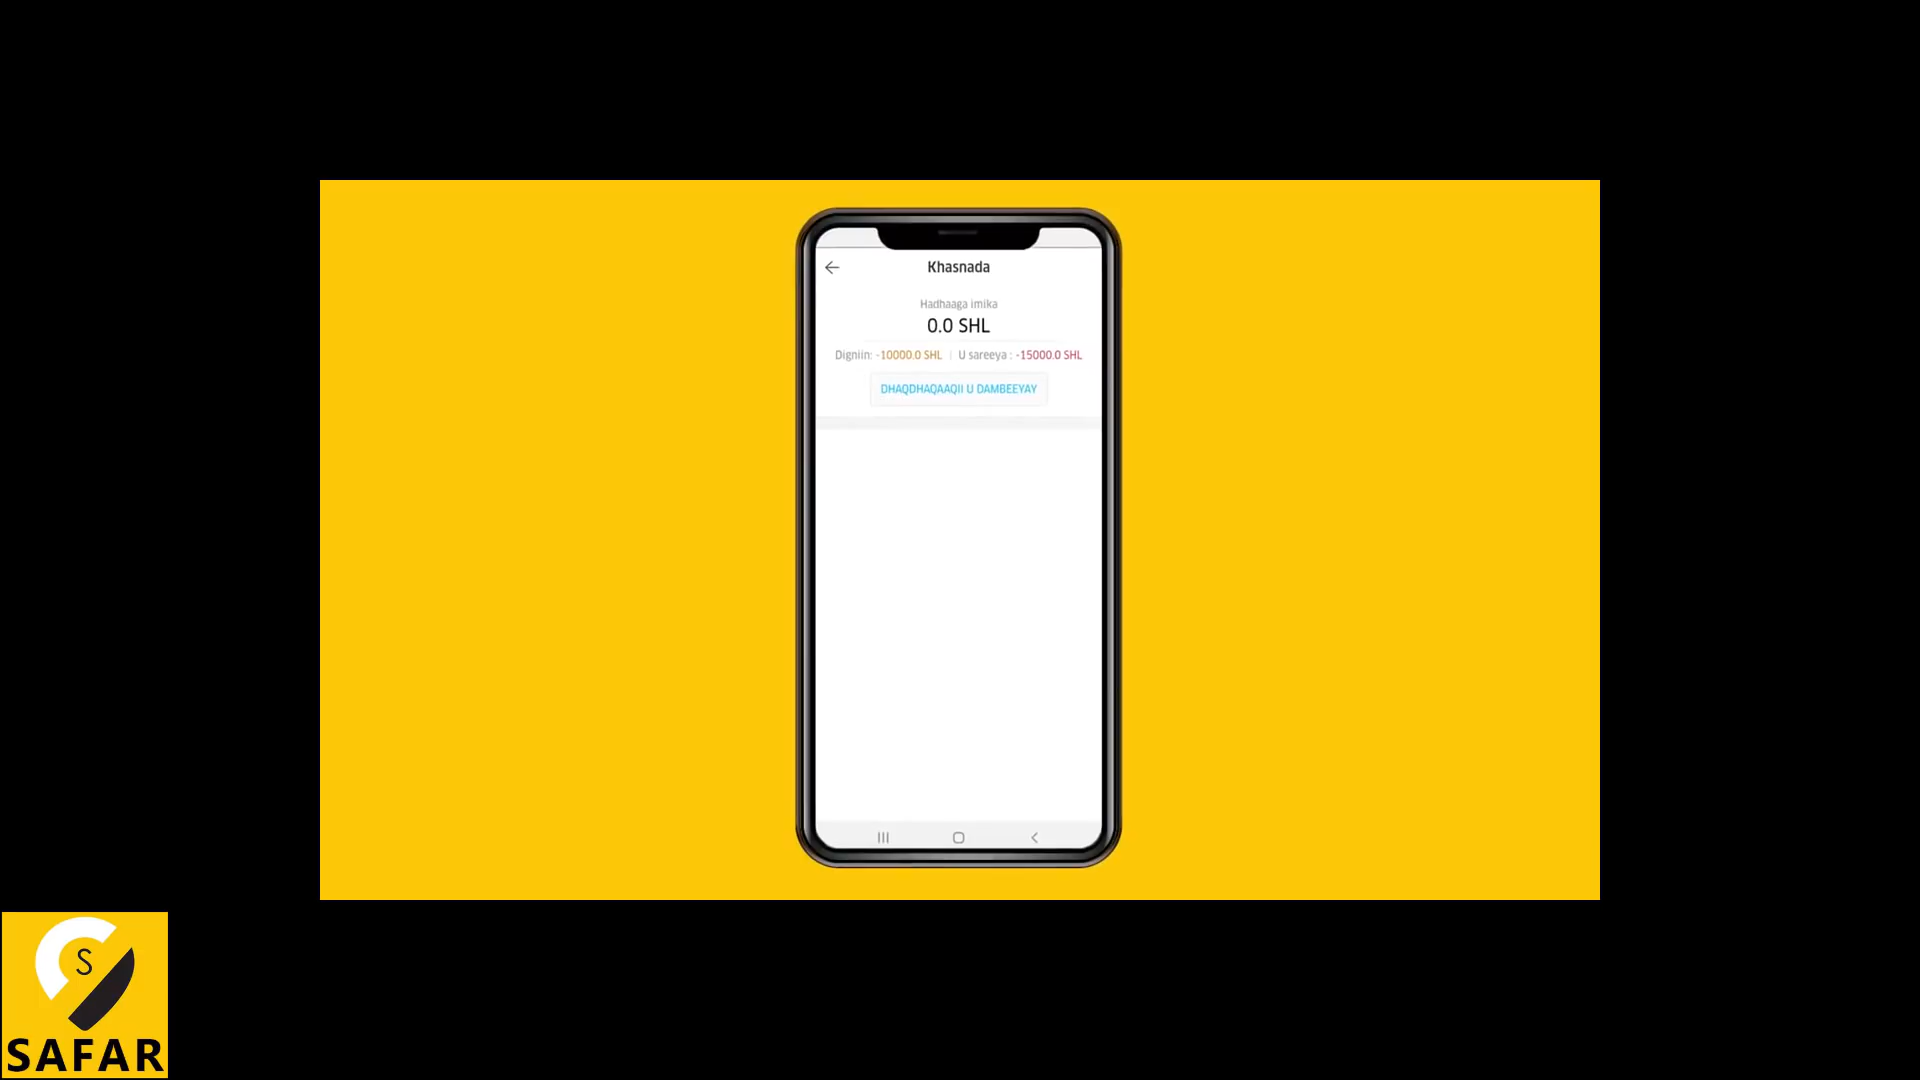 Khasnada
Hadhaaga imika
0.0 SHL
Digniin: -10000.0 SHL | U sareeya : -15000.0 SHL
DHAQDHAQAAQII U DAMBEEYAY
S
SAFAR